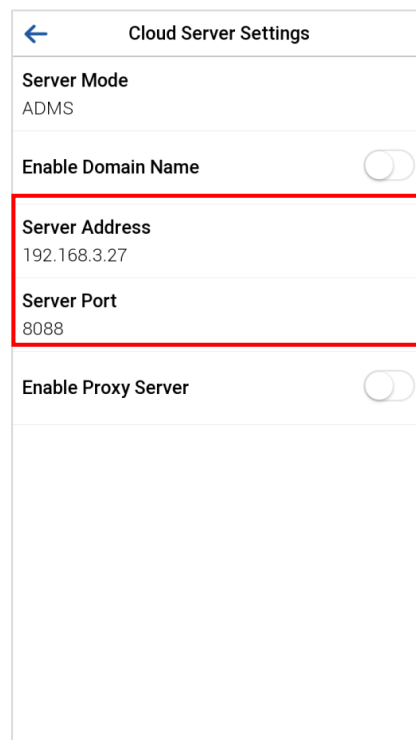 Cloud Server Settings
Server Mode
ADMS
Enable Domain Name
Server Address
192.168.3.27
Server Port
8088
Enable Proxy Server